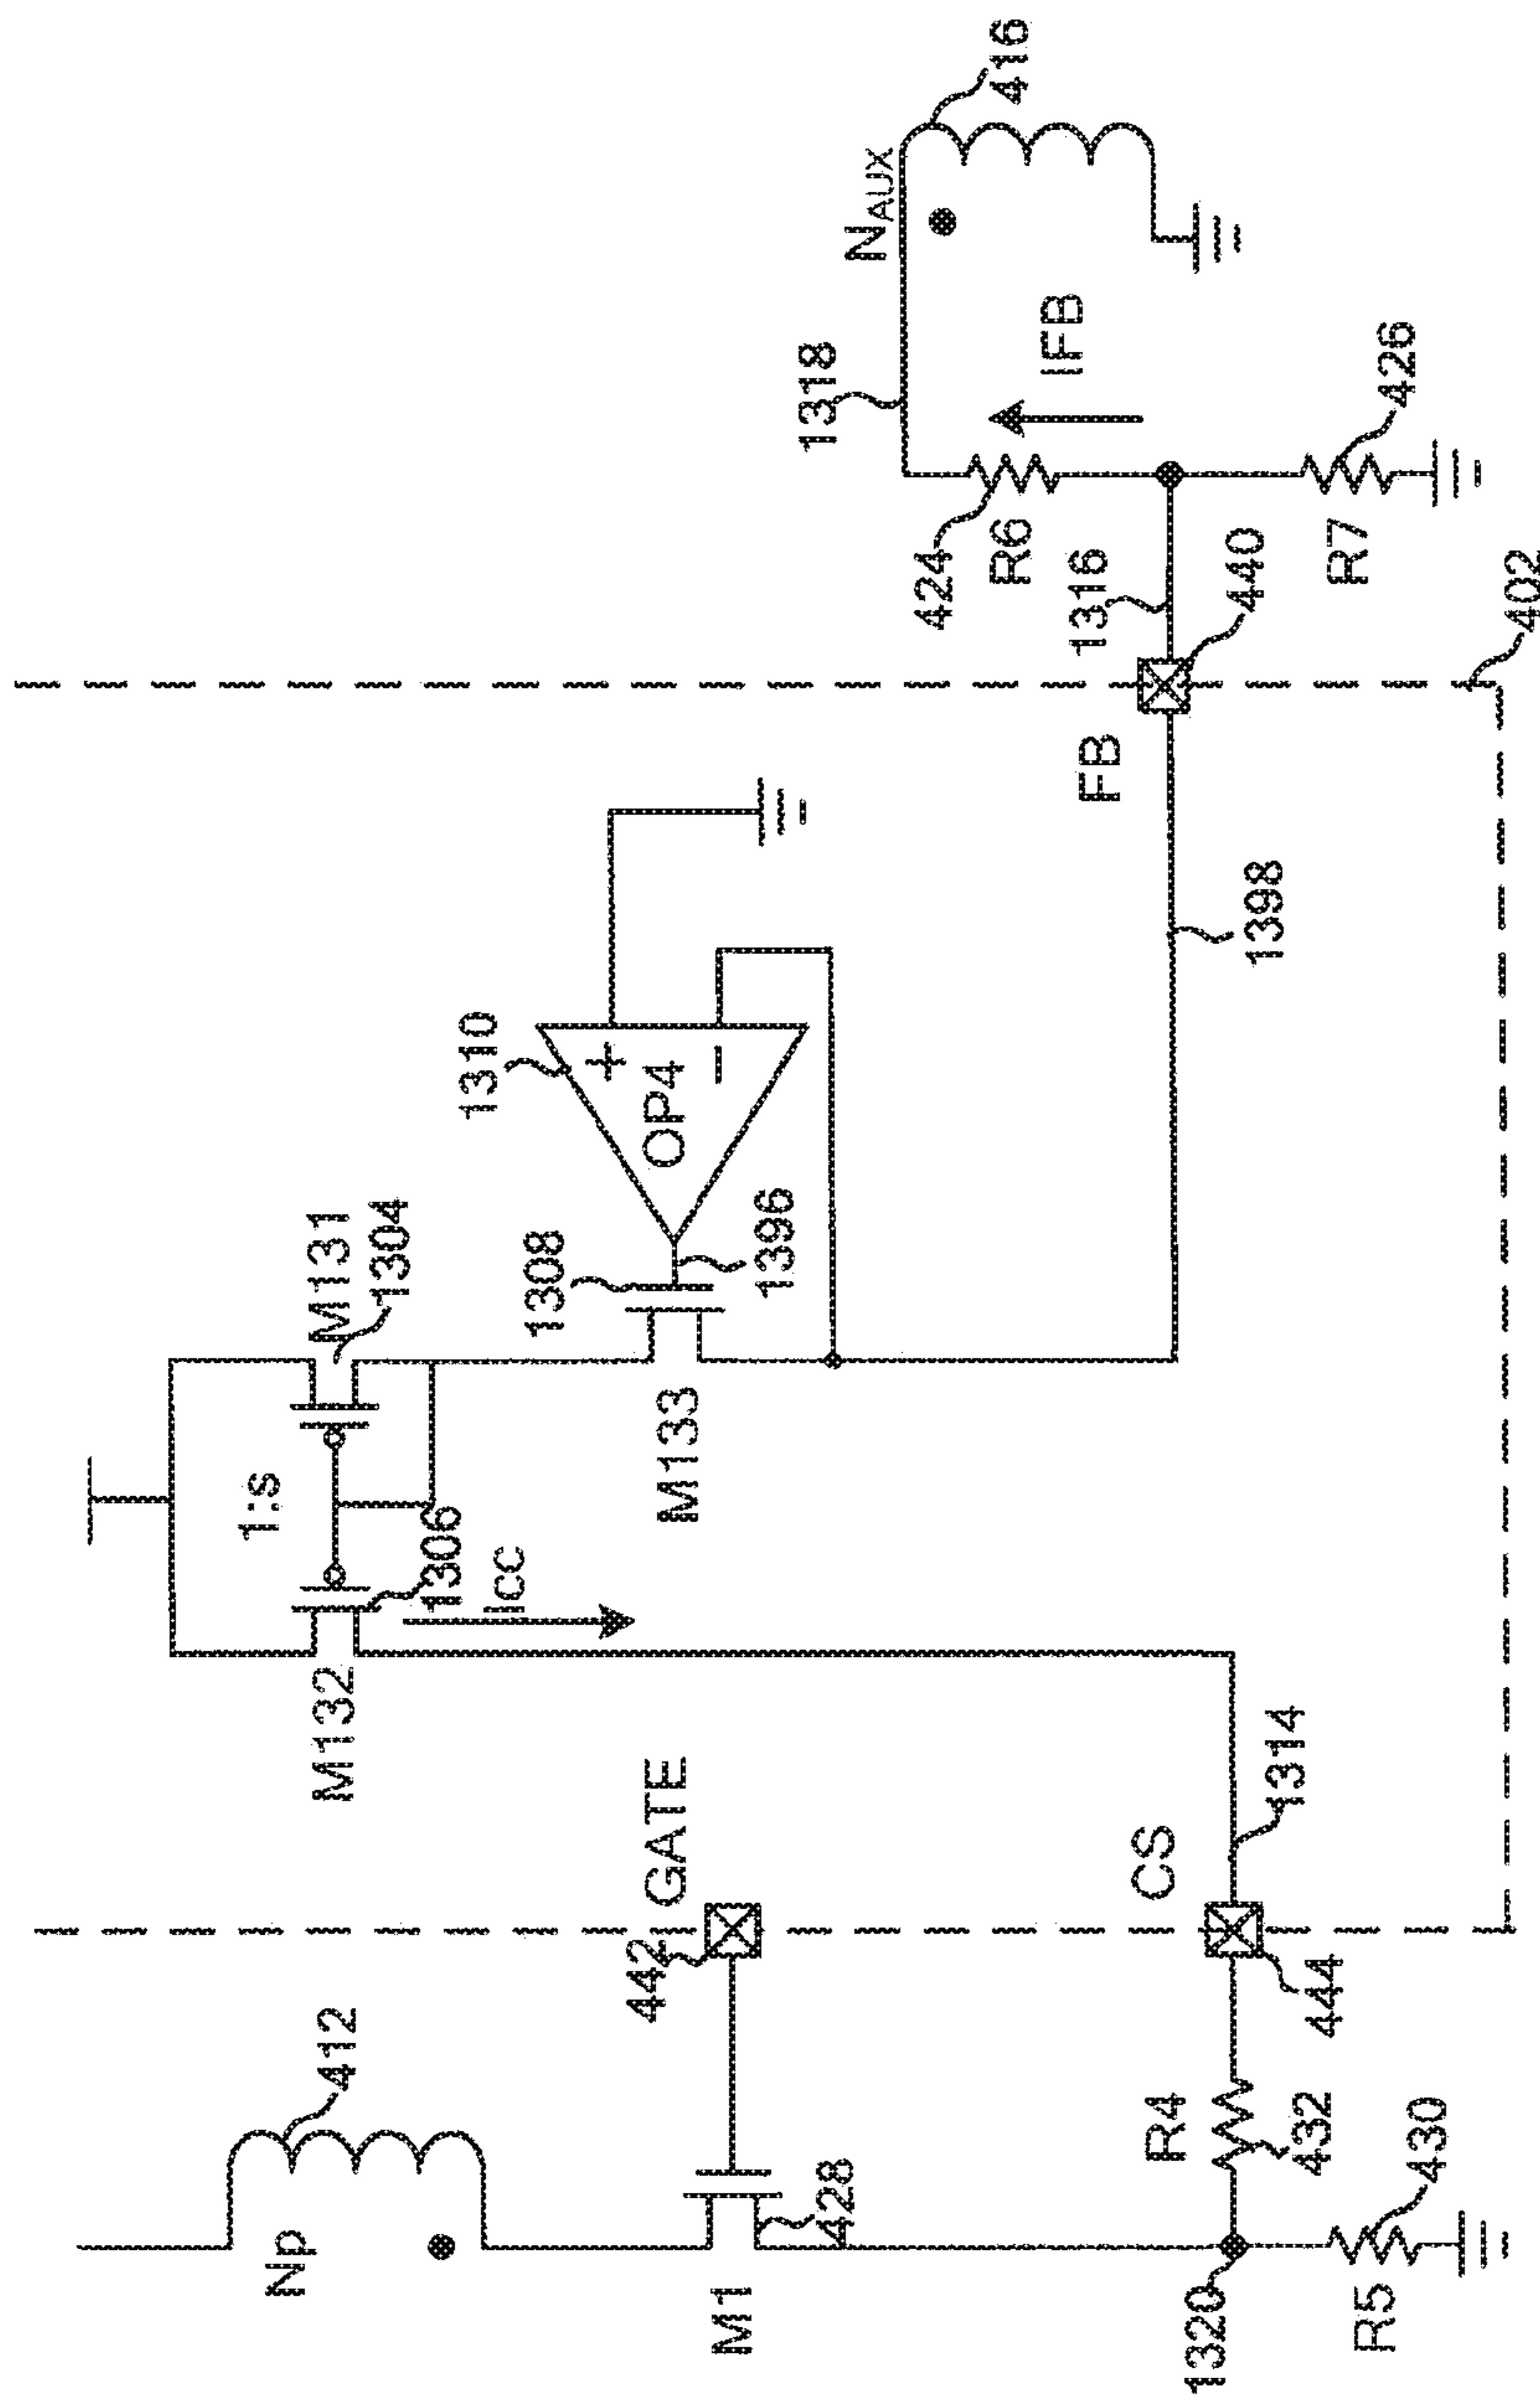 1:s
Np
412
M132
M131
1304
1306
Icc
1310
1308
442
GATE
M133
+
OP4
−
M1
1396
1318
428
N_AUX
424
R6
416
IFB
1316
FB
R4
CS
1320
1398
440
432
444
1314
R7
426
R5
430
402